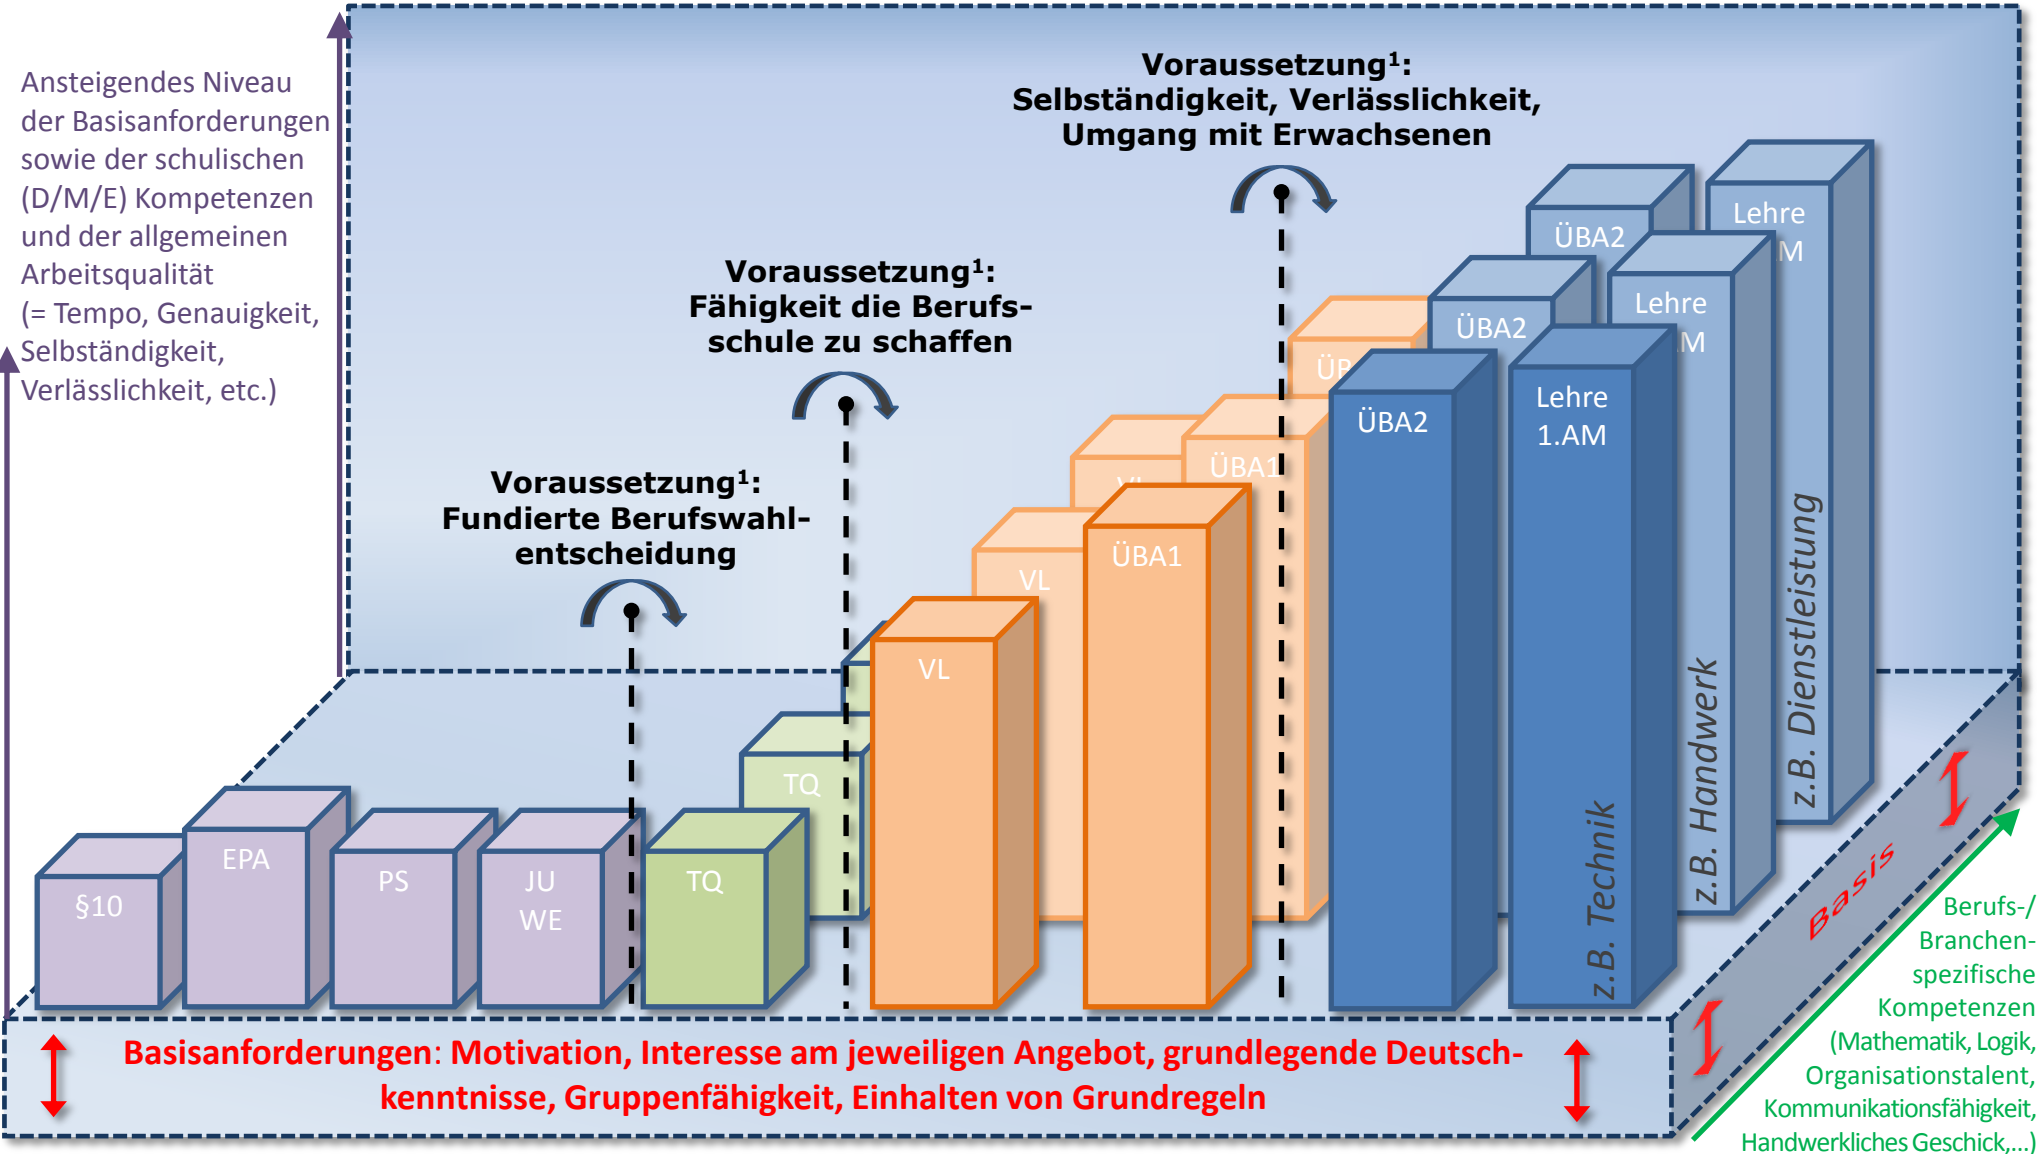 Ansteigendes Niveau
der Basisanforderungen
sowie der schulischen
(D/M/E) Kompetenzen
und der allgemeinen
Arbeitsqualität
(= Tempo, Genauigkeit,
Selbständigkeit,
Verlässlichkeit, etc.)
Voraussetzung¹:
Selbständigkeit, Verlässlichkeit,
Umgang mit Erwachsenen
Voraussetzung¹:
Fähigkeit die Berufs-
schule zu schaffen
Voraussetzung¹:
Fundierte Berufswahl-
entscheidung
§10
EPA
PS
JU
WE
TQ
TQ
VL
VL
VL
ÜBA1
ÜBA1
ÜB
ÜBA2
ÜBA2
ÜBA2
Lehre
1.AM
Lehre
M
Lehre
M
z.B. Technik
z.B. Handwerk
z.B. Dienstleistung
Basis
Basisanforderungen: Motivation, Interesse am jeweiligen Angebot, grundlegende Deutsch-
kenntnisse, Gruppenfähigkeit, Einhalten von Grundregeln
Berufs-/
Branchen-
spezifische
Kompetenzen
(Mathematik, Logik,
Organisationstalent,
Kommunikationsfähigkeit,
Handwerkliches Geschick,...)